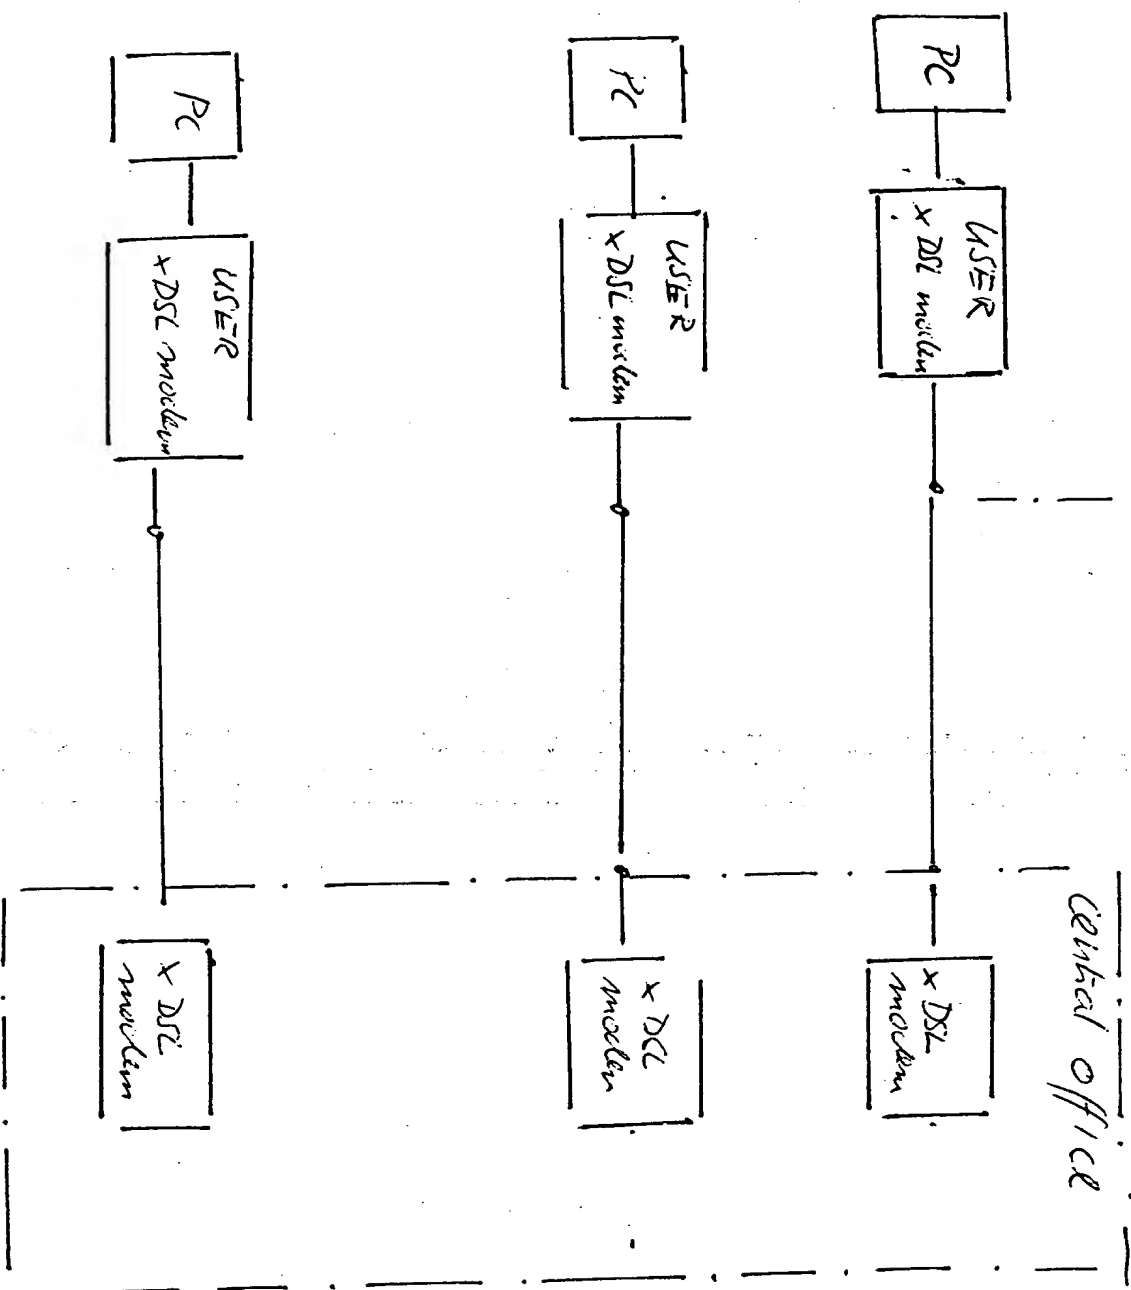 PC
USER
x DSL modem
x DSL
modem
PC
USER
x DSL modem
x DCL
modem
PC
USER
x DSL modem
x DSL
modem
Central office